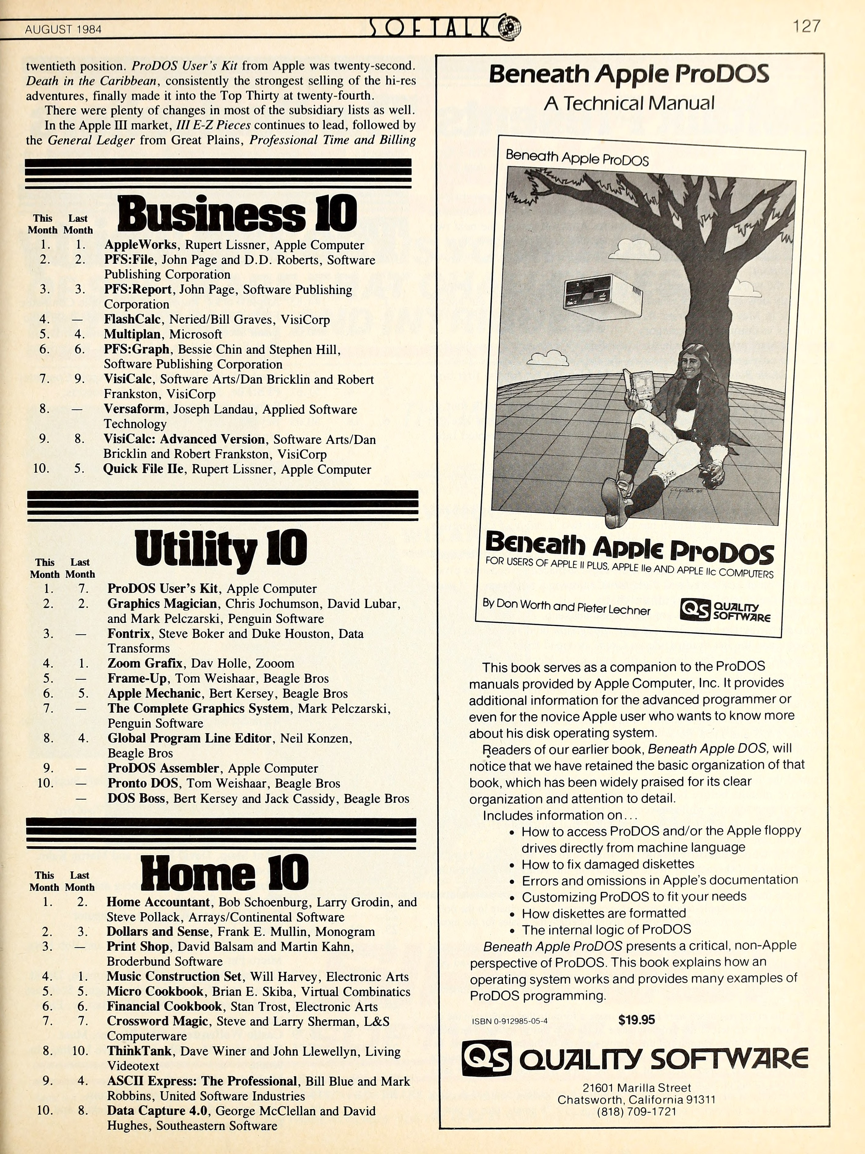 AUGUST 1984
SOFTALK
127
twentieth position. ProDOS User's Kit from Apple was twenty-second.
Death in the Caribbean, consistently the strongest selling of the hi-res
adventures, finally made it into the Top Thirty at twenty-fourth.
There were plenty of changes in most of the subsidiary lists as well.
In the Apple III market, III E-Z Pieces continues to lead, followed by
the General Ledger from Great Plains, Professional Time and Billing
Business 10
This Last
Month Month
1. 1. AppleWorks, Rupert Lissner, Apple Computer
2. 2. PFS:File, John Page and D.D. Roberts, Software
Publishing Corporation
3. 3. PFS:Report, John Page, Software Publishing
Corporation
4. — FlashCalc, Neried/Bill Graves, VisiCorp
5. 4. Multiplan, Microsoft
6. 6. PFS:Graph, Bessie Chin and Stephen Hill,
Software Publishing Corporation
7. 9. VisiCalc, Software Arts/Dan Bricklin and Robert
Frankston, VisiCorp
8. — Versaform, Joseph Landau, Applied Software
Technology
9. 8. VisiCalc: Advanced Version, Software Arts/Dan
Bricklin and Robert Frankston, VisiCorp
10. 5. Quick File IIe, Rupert Lissner, Apple Computer
Utility 10
This Last
Month Month
1. 7. ProDOS User's Kit, Apple Computer
2. 2. Graphics Magician, Chris Jochumson, David Lubar,
and Mark Pelczarski, Penguin Software
3. — Fontrix, Steve Boker and Duke Houston, Data
Transforms
4. 1. Zoom Grafix, Dav Holle, Zooom
5. — Frame-Up, Tom Weishaar, Beagle Bros
6. 5. Apple Mechanic, Bert Kersey, Beagle Bros
7. — The Complete Graphics System, Mark Pelczarski,
Penguin Software
8. 4. Global Program Line Editor, Neil Konzen,
Beagle Bros
9. — ProDOS Assembler, Apple Computer
10. — Pronto DOS, Tom Weishaar, Beagle Bros
— DOS Boss, Bert Kersey and Jack Cassidy, Beagle Bros
Home 10
This Last
Month Month
1. 2. Home Accountant, Bob Schoenburg, Larry Grodin, and
Steve Pollack, Arrays/Continental Software
2. 3. Dollars and Sense, Frank E. Mullin, Monogram
3. — Print Shop, David Balsam and Martin Kahn,
Broderbund Software
4. 1. Music Construction Set, Will Harvey, Electronic Arts
5. 5. Micro Cookbook, Brian E. Skiba, Virtual Combinatics
6. 6. Financial Cookbook, Stan Trost, Electronic Arts
7. 7. Crossword Magic, Steve and Larry Sherman, L&S
Computerware
8. 10. ThinkTank, Dave Winer and John Llewellyn, Living
Videotext
9. 4. ASCII Express: The Professional, Bill Blue and Mark
Robbins, United Software Industries
10. 8. Data Capture 4.0, George McClellan and David
Hughes, Southeastern Software
Beneath Apple ProDOS
A Technical Manual
Beneath Apple ProDOS
Beneath Apple ProDOS
FOR USERS OF APPLE II PLUS, APPLE IIe AND APPLE IIc COMPUTERS
By Don Worth and Pieter Lechner
QS QUALITY
SOFTWARE
This book serves as a companion to the ProDOS
manuals provided by Apple Computer, Inc. It provides
additional information for the advanced programmer or
even for the novice Apple user who wants to know more
about his disk operating system.
Readers of our earlier book, Beneath Apple DOS, will
notice that we have retained the basic organization of that
book, which has been widely praised for its clear
organization and attention to detail.
Includes information on...
• How to access ProDOS and/or the Apple floppy
drives directly from machine language
• How to fix damaged diskettes
• Errors and omissions in Apple's documentation
• Customizing ProDOS to fit your needs
• How diskettes are formatted
• The internal logic of ProDOS
Beneath Apple ProDOS presents a critical, non-Apple
perspective of ProDOS. This book explains how an
operating system works and provides many examples of
ProDOS programming.
ISBN 0-912985-05-4 $19.95
QS QUALITY SOFTWARE
21601 Marilla Street
Chatsworth, California 91311
(818) 709-1721